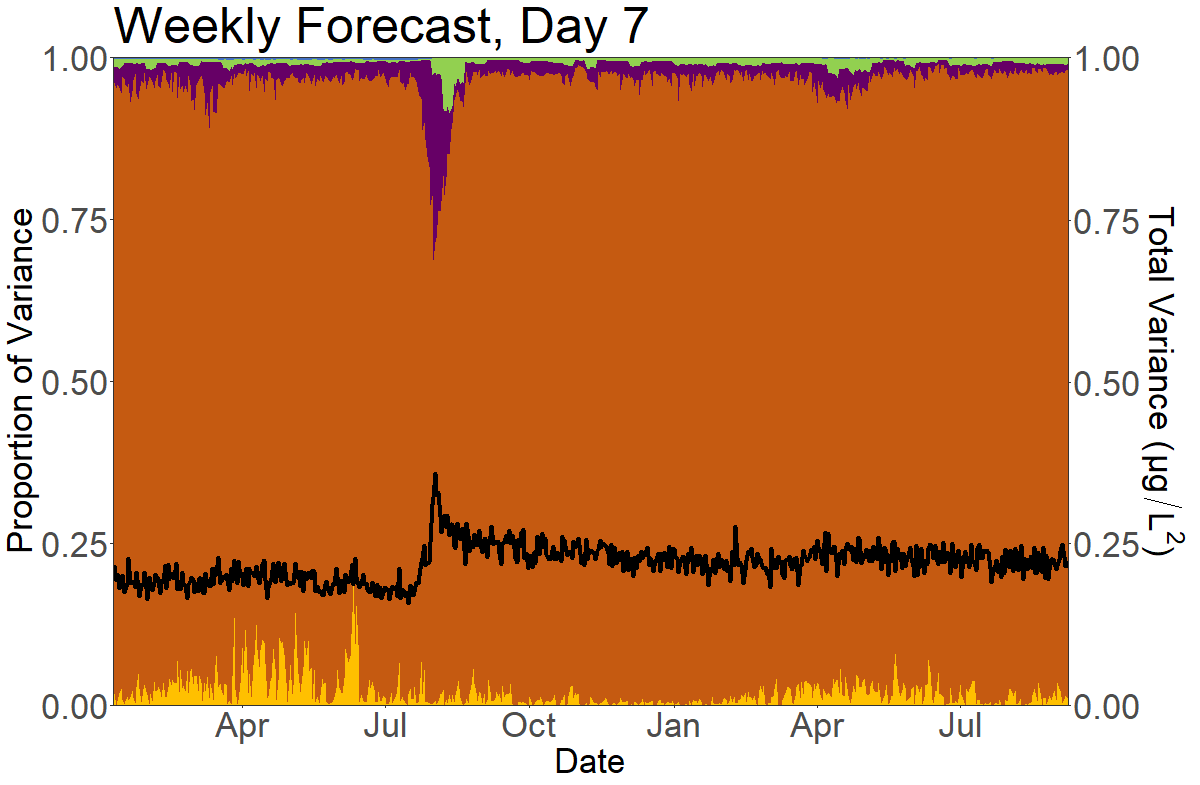 Weekly Forecast, Day 7
Proportion of Variance
1.00
0.75
0.50
0.25
0.00
1.00
0.75
0.50
0.25
0.00
Total Variance (µg/L²)
Apr Jul Oct Jan Apr Jul
Date